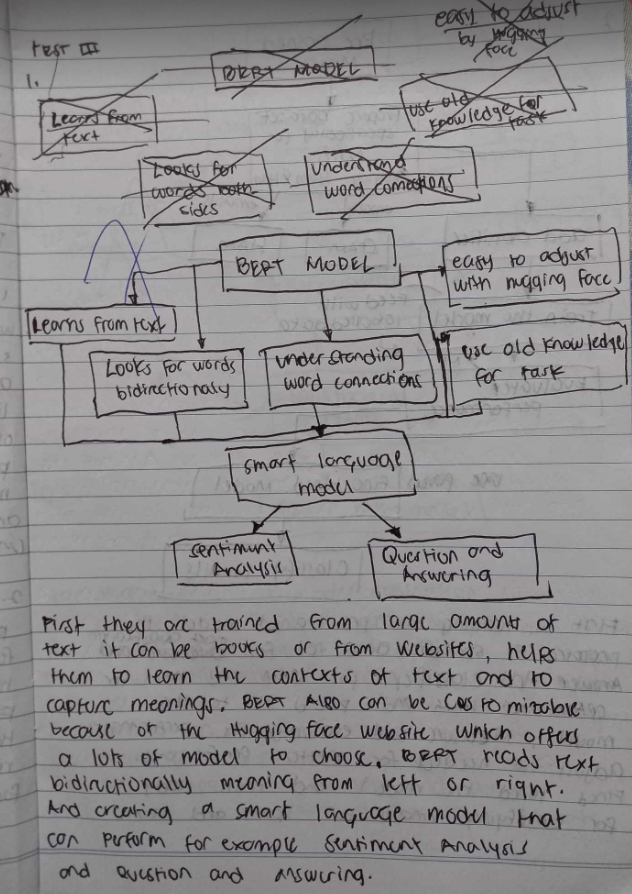 Test III
1.
easy to adjust
by Hugging
face
BERT MODEL
Learns from
text
use old
knowledge for
task
Looks for
words both
sides
Understand
word connections
BERT MODEL
easy to adjust
with hugging face
Learns from text
Looks for words
bidirectionaly
understanding
word connections
use old knowledge
for task
smart language
model
Sentiment
Analysis
Question and
Answering
First they are trained from large amounts of
text it can be books or from websites, helps
them to learn the contexts of text and to
capture meanings. BERT Also can be customizable
because of the Hugging face website which offers
a lots of model to choose. BERT reads text
bidirectionally meaning from left or right.
And creating a smart language model that
can perform for example Sentiment Analysis
and question and answering.